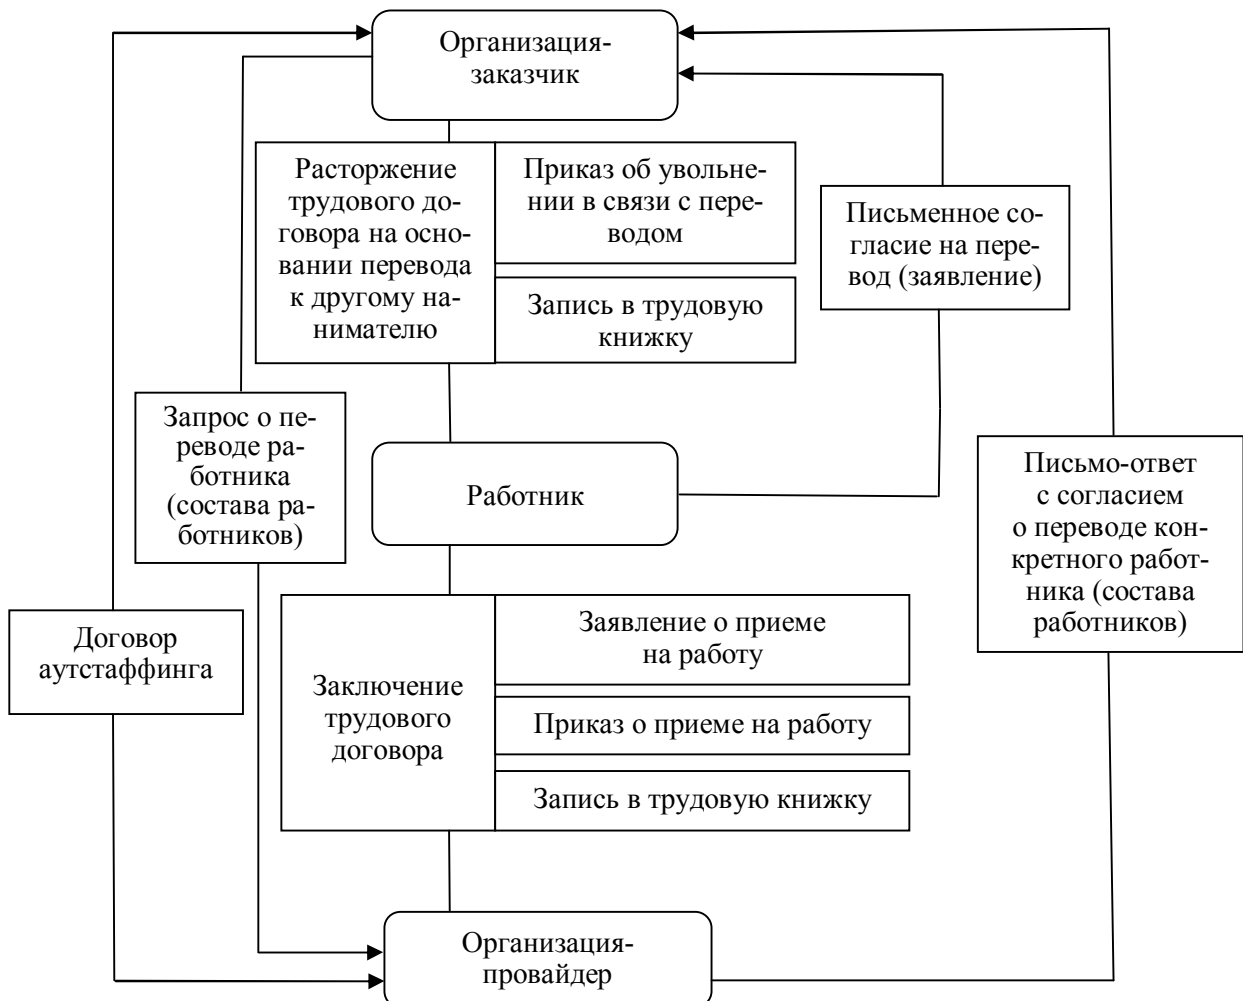 Организация-
заказчик
Расторжение
трудового до-
говора на осно-
вании перевода
к другому на-
нимателю
Приказ об увольне-
нии в связи с пере-
водом
Запись в трудовую
книжку
Письменное со-
гласие на пере-
вод (заявление)
Запрос о пе-
реводе ра-
ботника
(состава ра-
ботников)
Работник
Письмо-ответ
с согласием
о переводе кон-
кретного работ-
ника (состава
работников)
Договор
аутстаффинга
Заключение
трудового
договора
Заявление о приеме
на работу
Приказ о приеме на работу
Запись в трудовую книжку
Организация-
провайдер